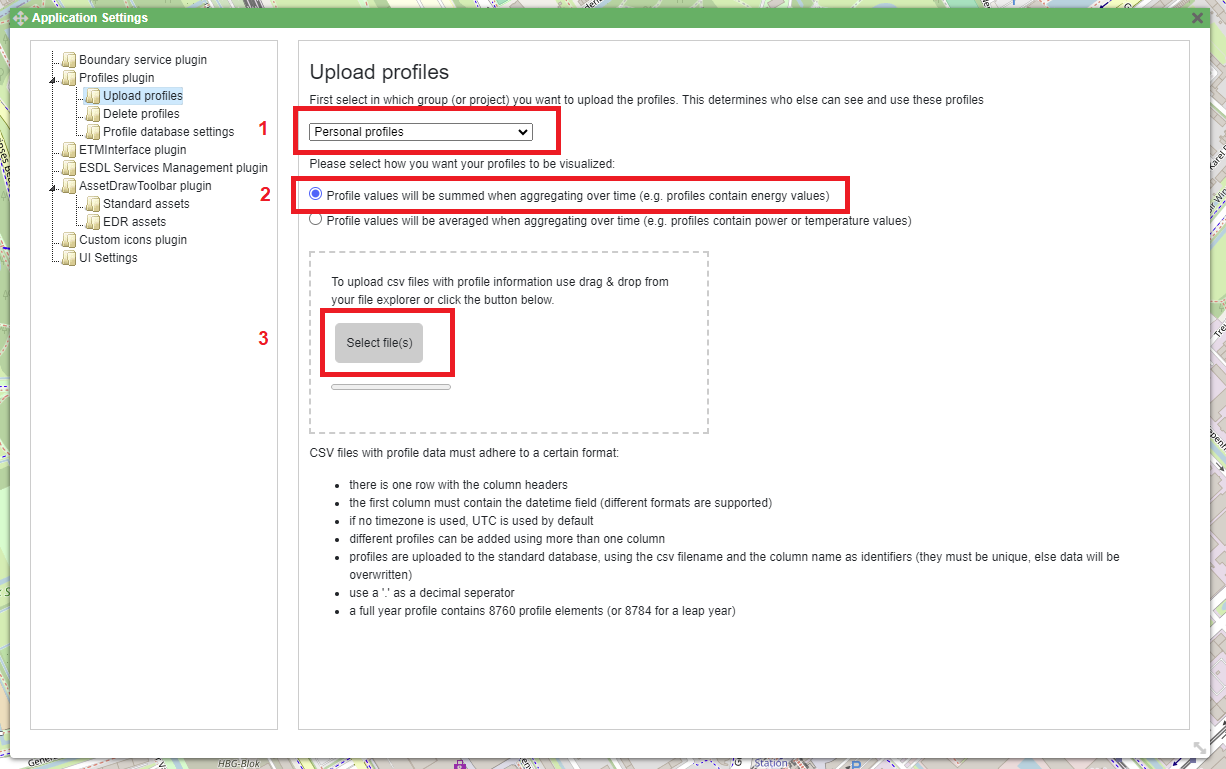 Application Settings
Boundary service plugin
Profiles plugin
Upload profiles
Delete profiles
Profile database settings
ETMInterface plugin
ESDL Services Management plugin
AssetDrawToolbar plugin
Standard assets
EDR assets
Custom icons plugin
UI Settings
Upload profiles
First select in which group (or project) you want to upload the profiles. This determines who else can see and use these profiles
1
Personal profiles
Please select how you want your profiles to be visualized:
2
Profile values will be summed when aggregating over time (e.g. profiles contain energy values)
Profile values will be averaged when aggregating over time (e.g. profiles contain power or temperature values)
To upload csv files with profile information use drag & drop from
your file explorer or click the button below.
3
Select file(s)
CSV files with profile data must adhere to a certain format:
there is one row with the column headers
the first column must contain the datetime field (different formats are supported)
if no timezone is used, UTC is used by default
different profiles can be added using more than one column
profiles are uploaded to the standard database, using the csv filename and the column name as identifiers (they must be unique, else data will be
overwritten)
use a '.' as a decimal seperator
a full year profile contains 8760 profile elements (or 8784 for a leap year)
HBG-Blok